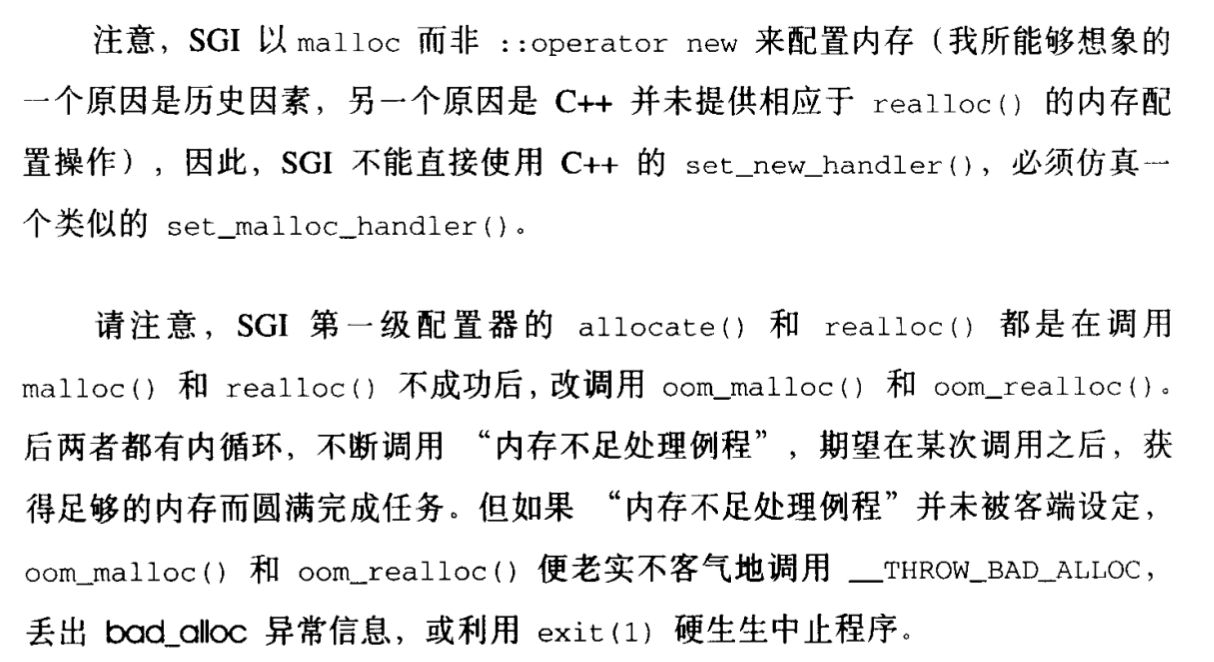 注意，SGI 以 malloc 而非 ::operator new 来配置内存（我所能够想象的
一个原因是历史因素，另一个原因是 C++ 并未提供相应于 realloc() 的内存配
置操作），因此，SGI 不能直接使用 C++ 的 set_new_handler()，必须仿真一
个类似的 set_malloc_handler()。
请注意，SGI 第一级配置器的 allocate() 和 realloc() 都是在调用
malloc() 和 realloc() 不成功后，改调用 oom_malloc() 和 oom_realloc()。
后两者都有内循环，不断调用 “内存不足处理例程”，期望在某次调用之后，获
得足够的内存而圆满完成任务。但如果 “内存不足处理例程”并未被客端设定，
oom_malloc() 和 oom_realloc() 便老实不客气地调用 __THROW_BAD_ALLOC，
丢出 bad_alloc 异常信息，或利用 exit(1) 硬生生中止程序。